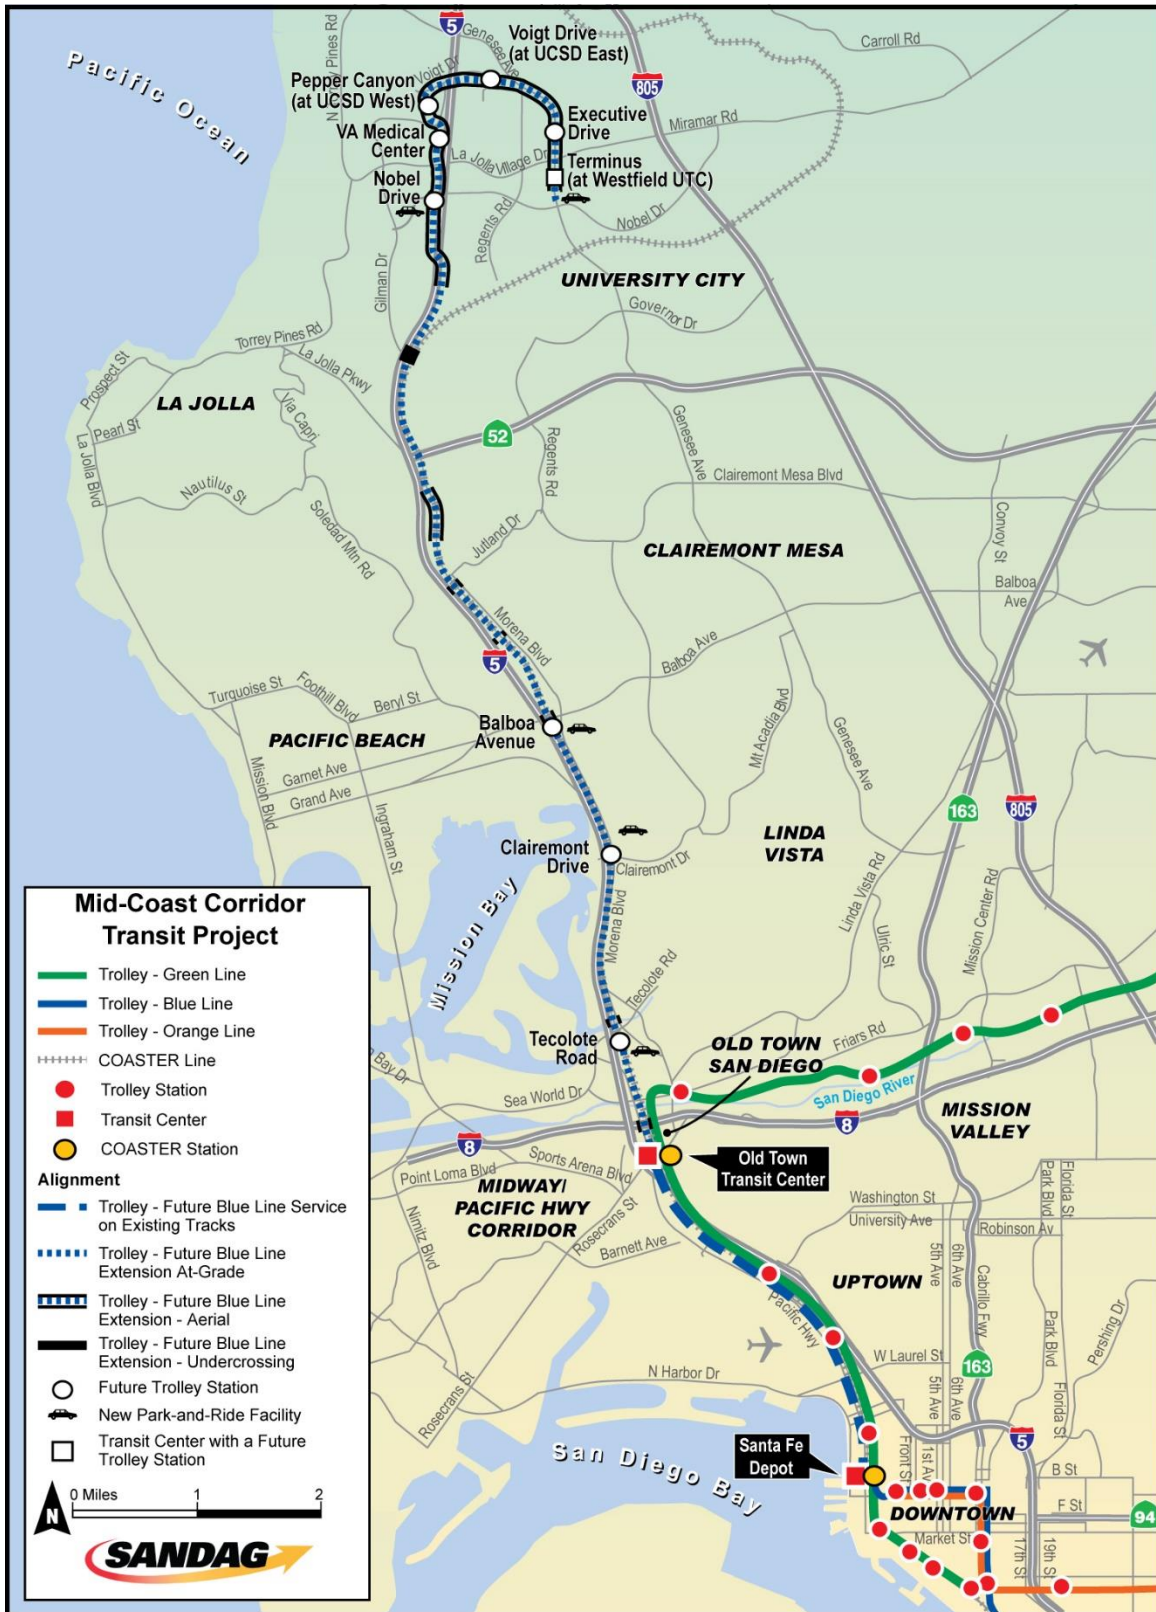 Pacific Ocean
5
Genesee Ave
Voigt Drive
(at UCSD East)
Carroll Rd
805
Voigt Dr
Pepper Canyon
(at UCSD West)
Executive
Drive
Miramar Rd
VA Medical
Center
La Jolla Village Dr
Terminus
(at Westfield UTC)
Nobel
Drive
Regents Rd
Nobel Dr
Gilman Dr
UNIVERSITY CITY
Governor Dr
Torrey Pines Rd
La Jolla Pkwy
Prospect St
LA JOLLA
Via Capri
Pearl St
La Jolla Blvd
52
Regents Rd
Genesee Ave
Clairemont Mesa Blvd
Nautilus St
Soledad Mtn Rd
Jutland Dr
Convoy St
CLAIREMONT MESA
Balboa
Ave
Morena Blvd
5
Balboa Ave
Turquoise St
Foothill Blvd
Beryl St
Mt Acadia Blvd
Genesee Ave
PACIFIC BEACH
Balboa
Avenue
Garnet Ave
Grand Ave
Mission Blvd
Ingraham St
163
805
LINDA
VISTA
Clairemont
Drive
Clairemont Dr
Mission Bay
Morena Blvd
Linda Vista Rd
Ulric St
Mission Center Rd
Tecolote Rd
Tecolote
Road
OLD TOWN
SAN DIEGO
Friars Rd
Bay Dr
Sea World Dr
San Diego River
MISSION
VALLEY
8
8
Point Loma Blvd
Sports Arena Blvd
Old Town
Transit Center
MIDWAY/
PACIFIC HWY
CORRIDOR
Rosecrans St
Nimitz Blvd
Barnett Ave
Washington St
University Ave
Robinson Av
Park Blvd
Florida St
5th Ave
6th Ave
Cabrillo Fwy
UPTOWN
Pacific Hwy
Park Blvd
Pershing Dr
W Laurel St
163
N Harbor Dr
5th Ave
6th Ave
Florida St
Rosecrans St
San Diego Bay
Santa Fe
Depot
5
Front St
1st Av
B St
F St
94
DOWNTOWN
Market St
17th St
19th St
Mid-Coast Corridor
Transit Project
Trolley - Green Line
Trolley - Blue Line
Trolley - Orange Line
COASTER Line
Trolley Station
Transit Center
COASTER Station
Alignment
Trolley - Future Blue Line Service
on Existing Tracks
Trolley - Future Blue Line
Extension At-Grade
Trolley - Future Blue Line
Extension - Aerial
Trolley - Future Blue Line
Extension - Undercrossing
Future Trolley Station
New Park-and-Ride Facility
Transit Center with a Future
Trolley Station
N
0 Miles 1 2
SANDAG